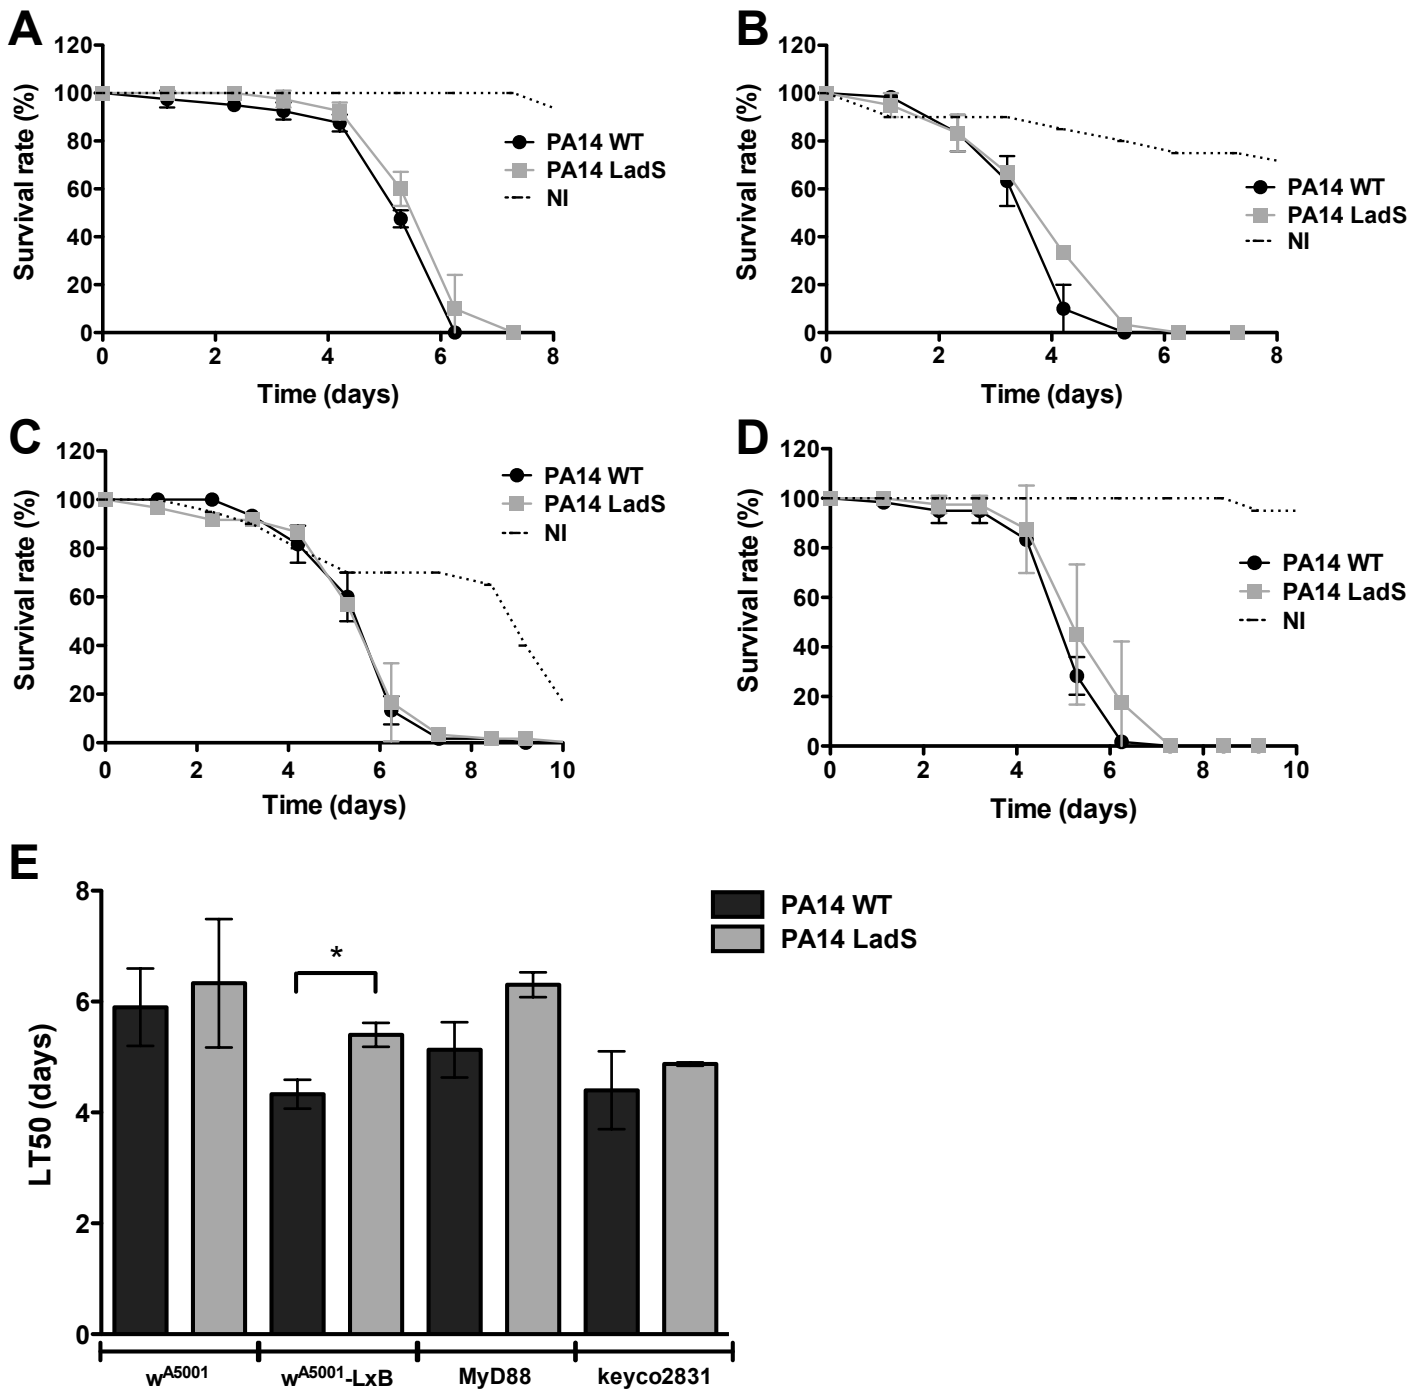 A
120
100
80
60
40
20
0
Survival rate (%)
0 2 4 6 8
Time (days)
PA14 WT
PA14 LadS
NI
B
120
100
80
60
40
20
0
Survival rate (%)
0 2 4 6 8
Time (days)
PA14 WT
PA14 LadS
NI
C
120
100
80
60
40
20
0
Survival rate (%)
0 2 4 6 8 10
Time (days)
PA14 WT
PA14 LadS
NI
D
120
100
80
60
40
20
0
Survival rate (%)
0 2 4 6 8 10
Time (days)
PA14 WT
PA14 LadS
NI
E
8
6
4
2
0
LT50 (days)
*
PA14 WT
PA14 LadS
wA5001 wA5001-LxB MyD88 keyco2831